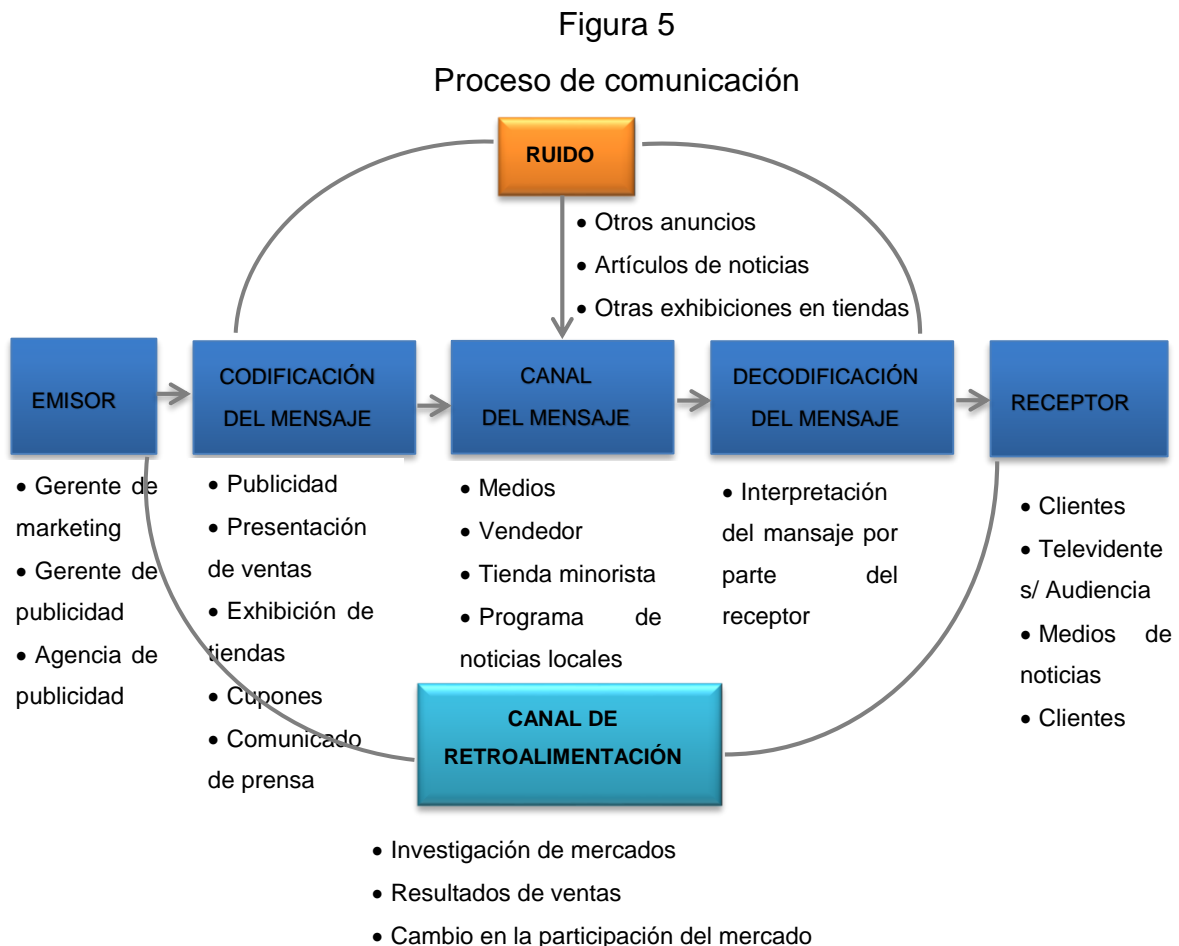 Figura 5
Proceso de comunicación
RUIDO
• Otros anuncios
• Artículos de noticias
• Otras exhibiciones en tiendas
EMISOR
CODIFICACIÓN
DEL MENSAJE
CANAL
DEL MENSAJE
DECODIFICACIÓN
DEL MENSAJE
RECEPTOR
• Gerente de
marketing
• Gerente de
publicidad
• Agencia de
publicidad
• Publicidad
• Presentación
de ventas
• Exhibición de
tiendas
• Cupones
• Comunicado
de prensa
• Medios
• Vendedor
• Tienda minorista
• Programa de
noticias locales
• Interpretación
del mansaje por
parte del
receptor
• Clientes
• Televidente
s/ Audiencia
• Medios de
noticias
• Clientes
CANAL DE
RETROALIMENTACIÓN
• Investigación de mercados
• Resultados de ventas
• Cambio en la participación del mercado